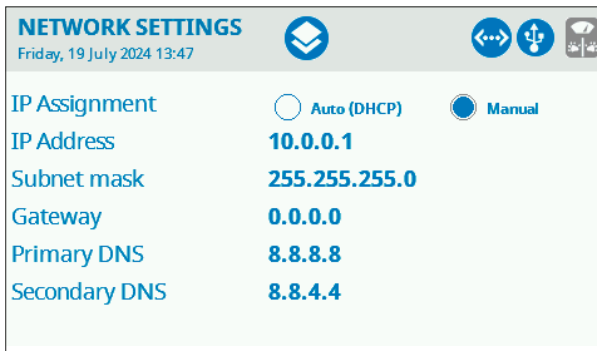 NETWORK SETTINGS
Friday, 19 July 2024 13:47
IP Assignment Auto (DHCP) Manual
IP Address 10.0.0.1
Subnet mask 255.255.255.0
Gateway 0.0.0.0
Primary DNS 8.8.8.8
Secondary DNS 8.8.4.4